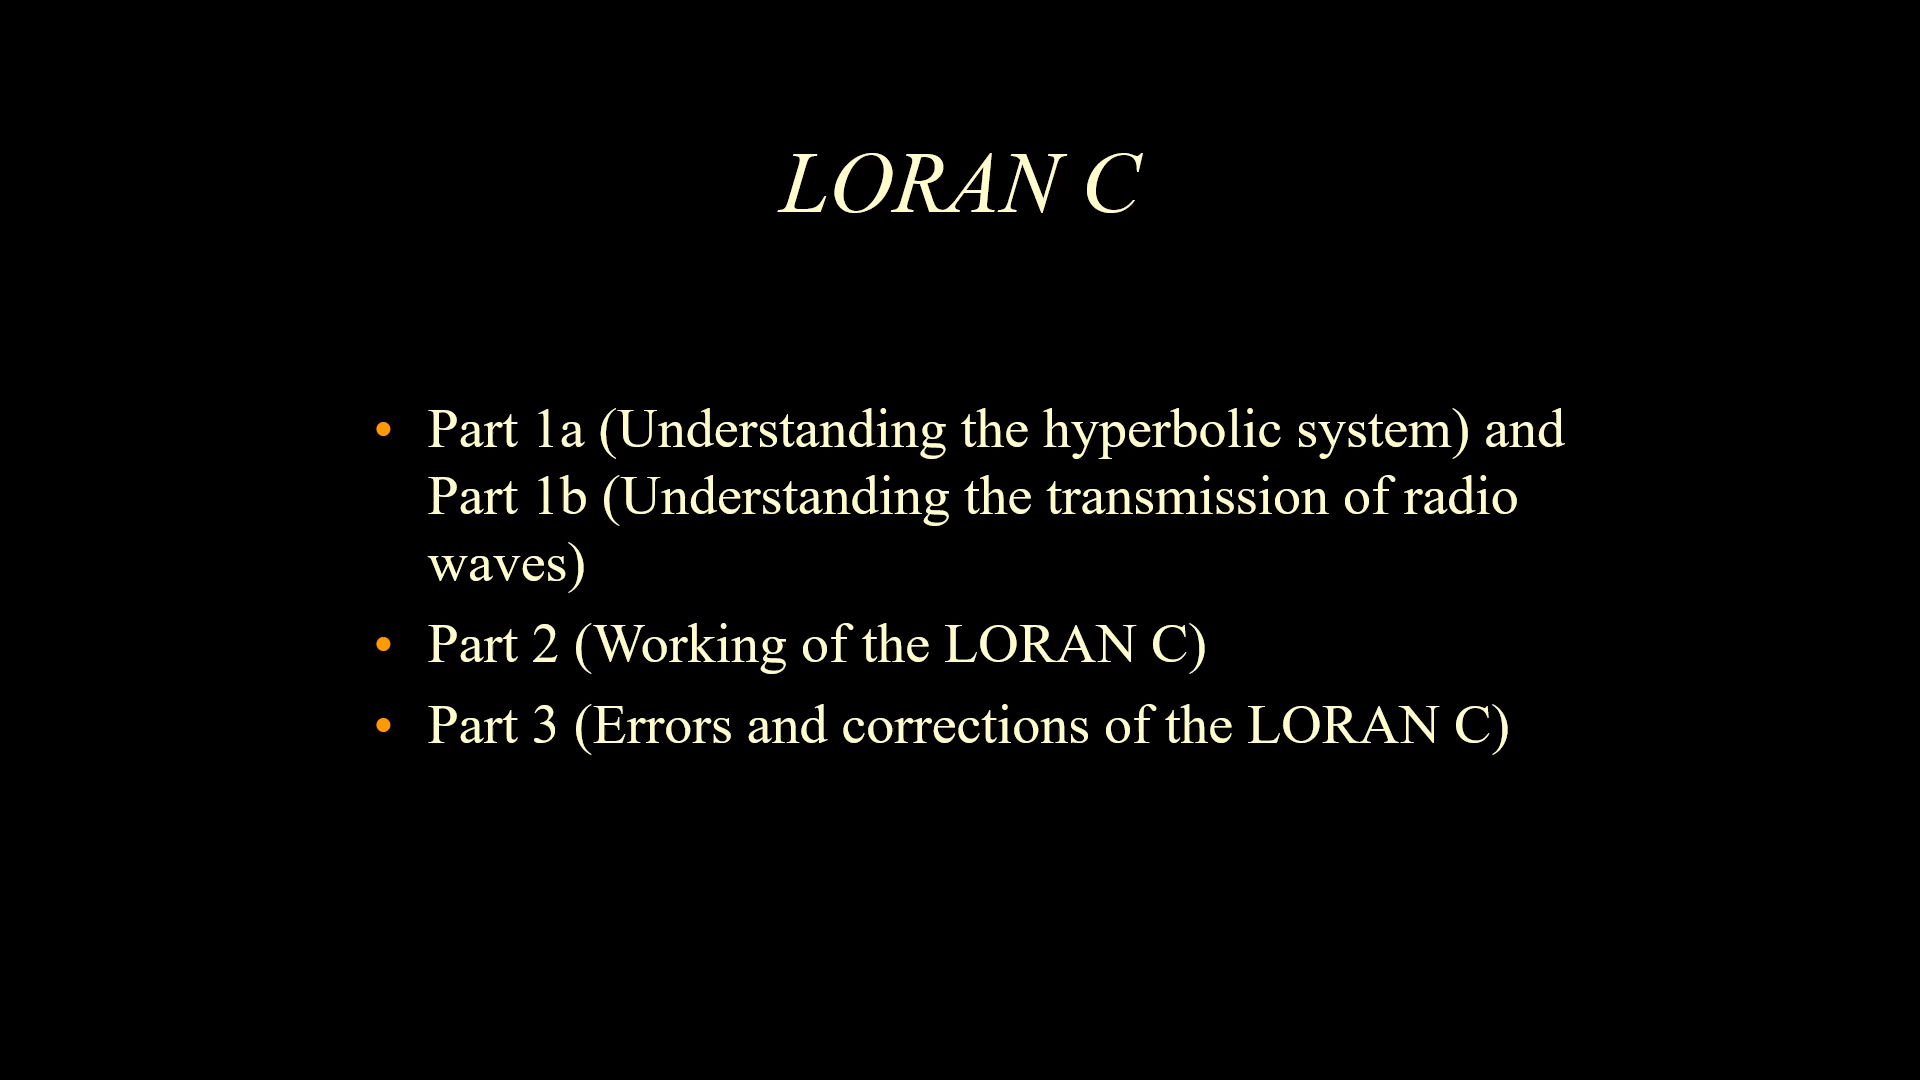 LORAN C
• Part 1a (Understanding the hyperbolic system) and
Part 1b (Understanding the transmission of radio
waves)
• Part 2 (Working of the LORAN C)
• Part 3 (Errors and corrections of the LORAN C)